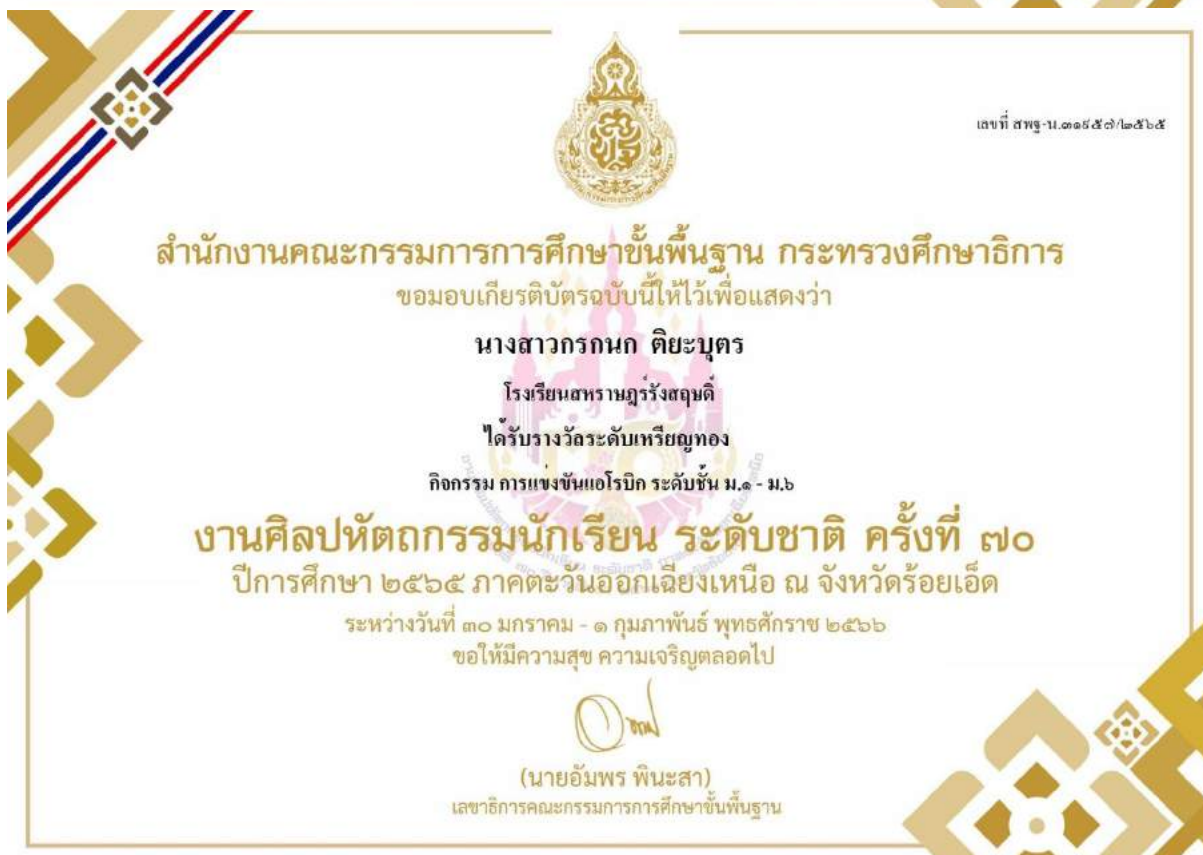 เลขที่ สพฐ-น.๓๑๙๕๗/๒๕๖๕
สำนักงานคณะกรรมการการศึกษาขั้นพื้นฐาน กระทรวงศึกษาธิการ
ขอมอบเกียรติบัตรฉบับนี้ให้ไว้เพื่อแสดงว่า
นางสาวกรกนก ติยะบุตร
โรงเรียนสหราษฎร์รังสฤษดิ์
ได้รับรางวัลระดับเหรียญทอง
กิจกรรม การแข่งขันแอโรบิก ระดับชั้น ม.๑ - ม.๖
งานศิลปหัตถกรรมนักเรียน ระดับชาติ ครั้งที่ ๗๐
ปีการศึกษา ๒๕๖๕ ภาคตะวันออกเฉียงเหนือ ณ จังหวัดร้อยเอ็ด
ระหว่างวันที่ ๓๐ มกราคม - ๑ กุมภาพันธ์ พุทธศักราช ๒๕๖๖
ขอให้มีความสุข ความเจริญตลอดไป
(นายอัมพร พินะสา)
เลขาธิการคณะกรรมการการศึกษาขั้นพื้นฐาน